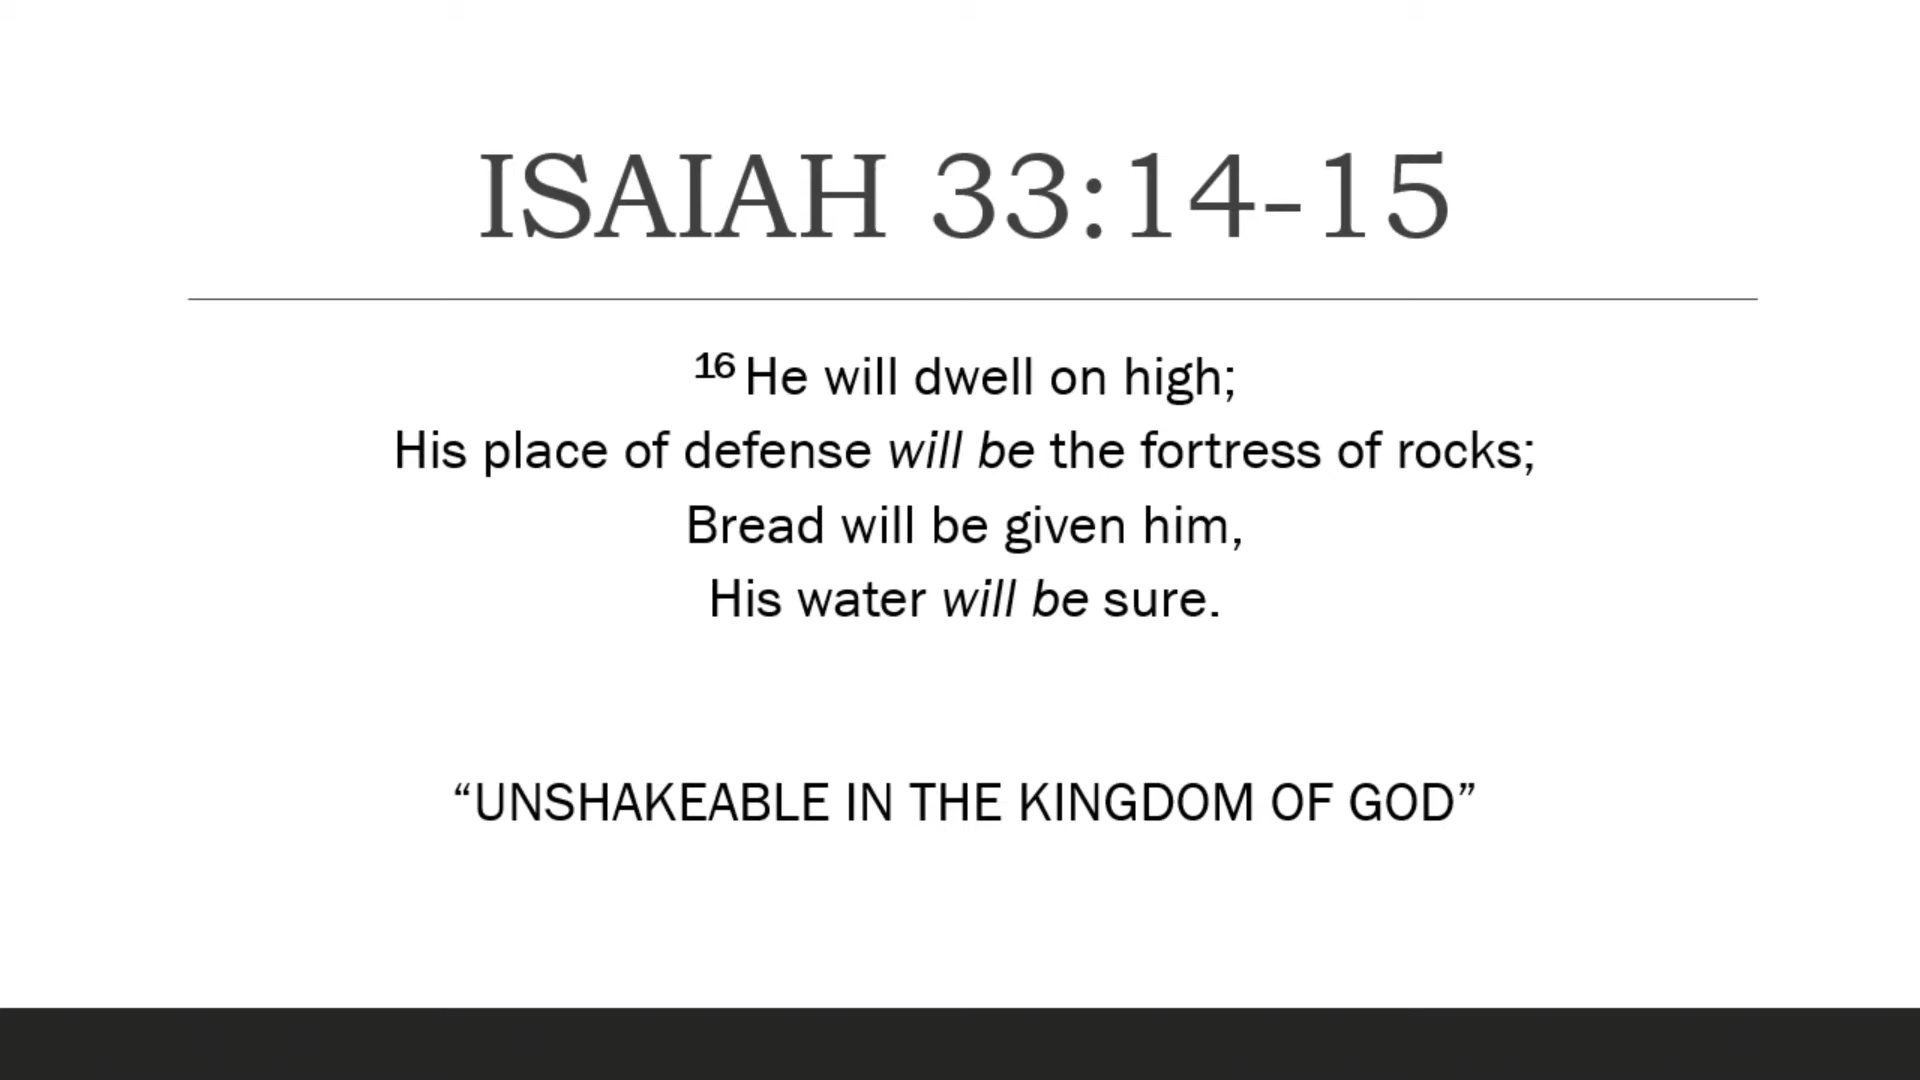 ISAIAH 33:14-15
16 He will dwell on high;
His place of defense will be the fortress of rocks;
Bread will be given him,
His water will be sure.
“UNSHAKEABLE IN THE KINGDOM OF GOD”